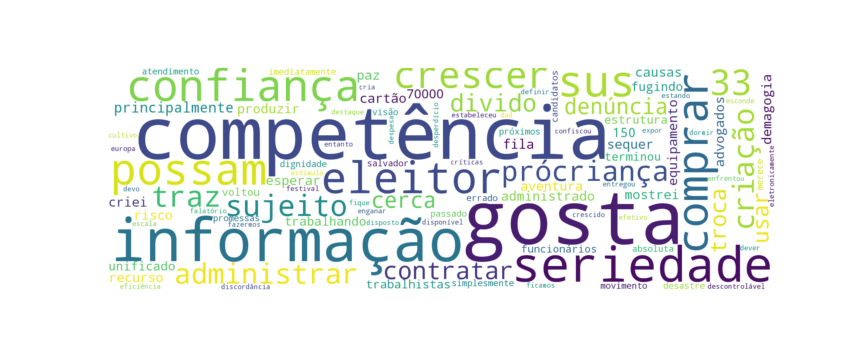 atendimento
imediatamente
cria
confiança
paz
crescer
sus
causas
33
fugindo
cartão
70000
visão
candidatos
definir
estando
esconde
demagogia
principalmente
produzir
destaque
despesa
desperdício
estabeleceu
dad
divido
denúncia
estrutura
comprar
equipamento
advogados
expor
dormir
merece
criação
eletronicamente
cultivo
entanto
confiscou
próximos
150
competência
fila
sequer
terminou
europa
dignidade
salvador
críticas
possam
estímulo
eleitor
prócriança
devo
esperar
festival
aventura
entregou
mostrei
enfrentou
traz
voltou
fique
errado
administrado
criei
sujeito
cerca
enganar
passado
crescido
efetivo
troca
usar
risco
falatório
promessas
trabalhando
disposto
disponível
gosta
escala
fazermos
informação
funcionários
absoluta
dever
seriedade
unificado
administrar
contratar
recurso
trabalhistas
simplesmente
movimento
desastre
descontrolável
eficiência
discordância
ficamos